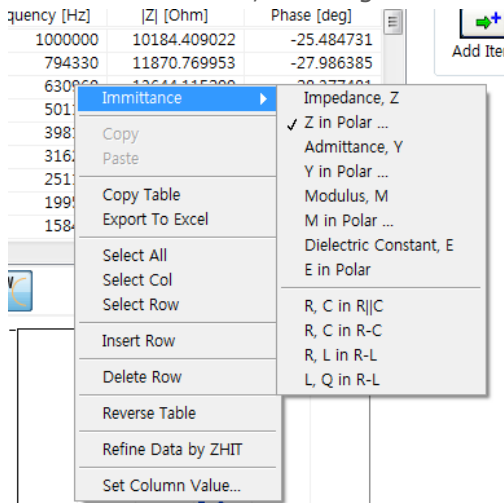 quency [Hz] |Z| [Ohm] Phase [deg]
1000000 10184.409022 -25.484731
794330 11870.769953 -27.986385
Add Iter
Immittance
Copy
Paste
Copy Table
Export To Excel
Select All
Select Col
Select Row
Insert Row
Delete Row
Reverse Table
Refine Data by ZHIT
Set Column Value...
Impedance, Z
Z in Polar ...
Admittance, Y
Y in Polar ...
Modulus, M
M in Polar ...
Dielectric Constant, E
E in Polar
R, C in R||C
R, C in R-C
R, L in R-L
L, Q in R-L